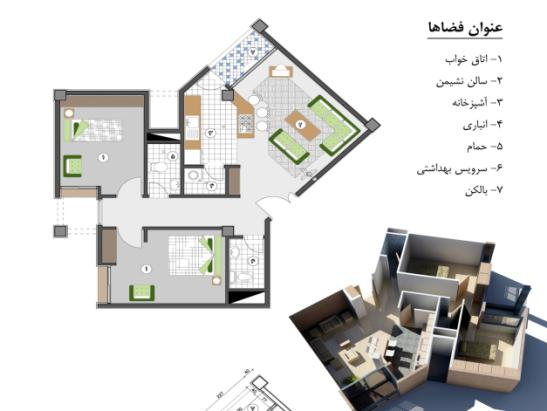 عنوان فضاها
۱- اتاق خواب
۲- سالن نشیمن
۳- آشپزخانه
۴- انباری
۵- حمام
۶- سرویس بهداشتی
۷- بالکن